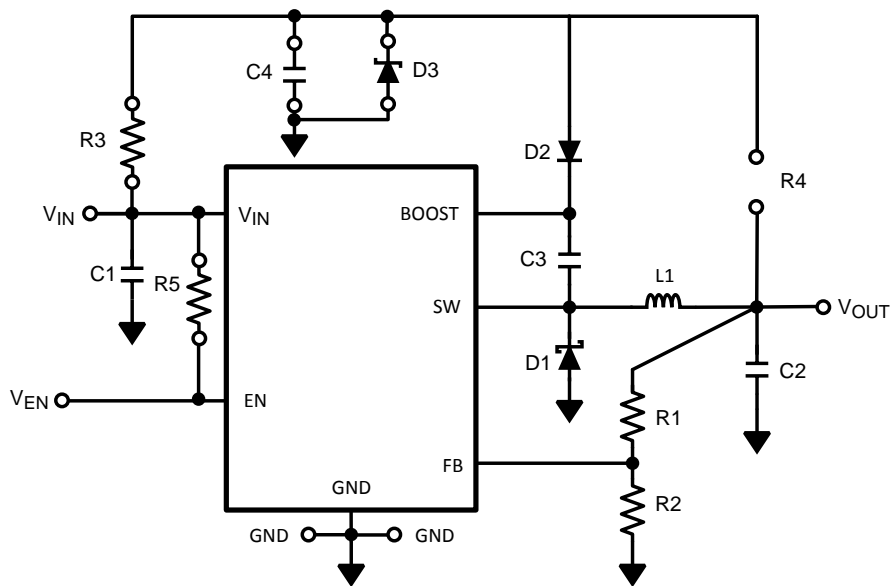 C4
D3
R3
D2
R4
VIN
VIN
BOOST
C1
R5
C3
L1
SW
VOUT
D1
C2
VEN
EN
R1
FB
GND
R2
GND
GND